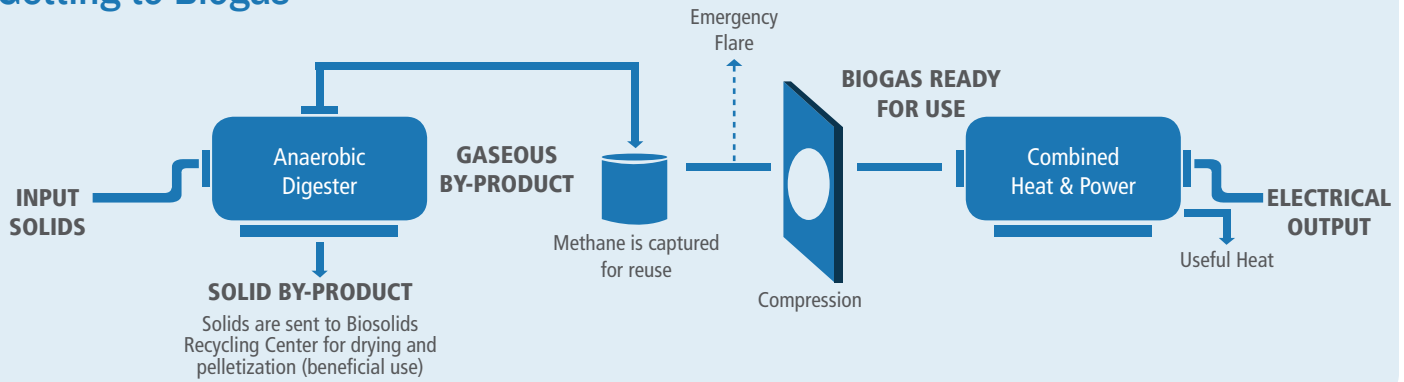 Getting to Biogas
Emergency
Flare
BIOGAS READY
FOR USE
Anaerobic
Digester
GASEOUS
BY-PRODUCT
Combined
Heat & Power
INPUT
SOLIDS
ELECTRICAL
OUTPUT
Methane is captured
for reuse
Useful Heat
Compression
SOLID BY-PRODUCT
Solids are sent to Biosolids
Recycling Center for drying and
pelletization (beneficial use)